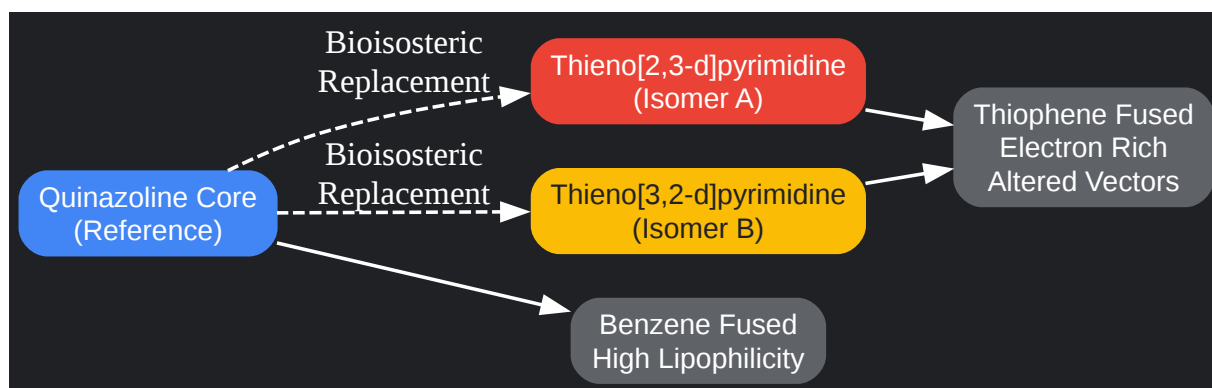 Bioisosteric
Replacement
Thieno[2,3-d]pyrimidine
(Isomer A)
Thiophene Fused
Electron Rich
Altered Vectors
Bioisosteric
Replacement
Quinazoline Core
(Reference)
Thieno[3,2-d]pyrimidine
(Isomer B)
Benzene Fused
High Lipophilicity